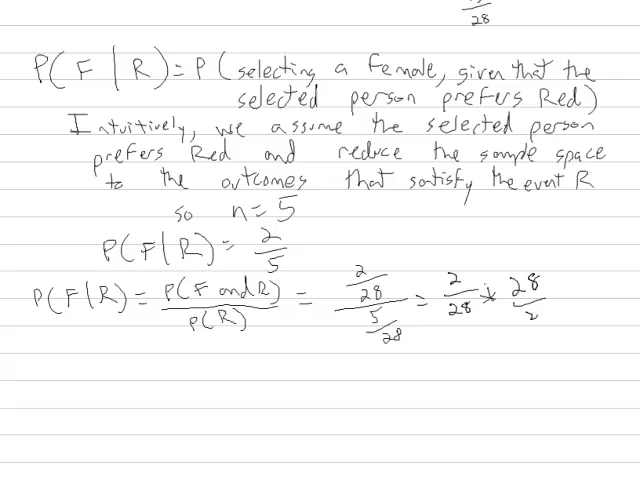 28
P(F|R) = P(selecting a Female, given that the
selected person prefers Red)
Intuitively, we assume the selected person
prefers Red and reduce the sample space
to the outcomes that satisfy the event R
so n = 5
P(F|R) = 2/5
P(F|R) = P(F and R)/P(R) = (2/28)/(5/28) = 2/28 * 28/2